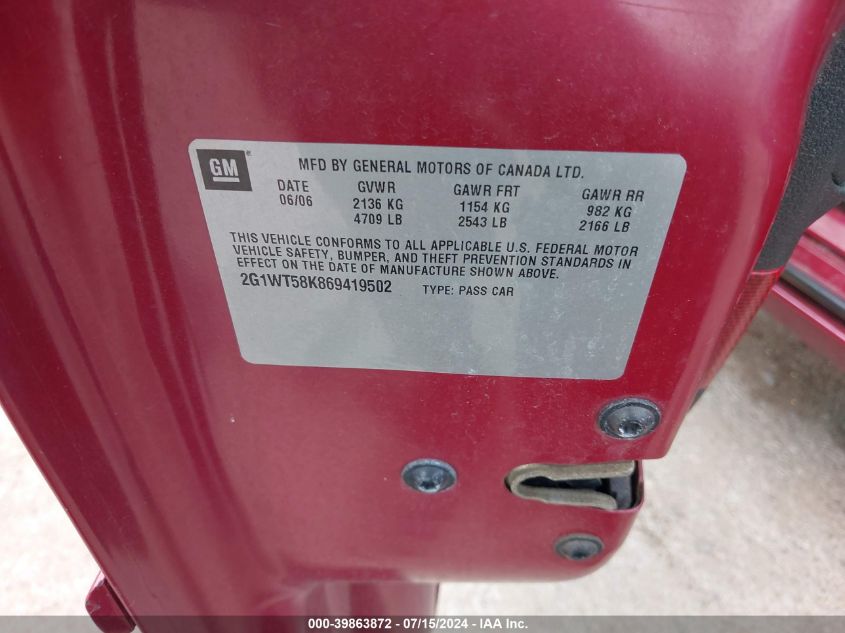 GM
MFD BY GENERAL MOTORS OF CANADA LTD.
DATE GVWR GAWR FRT GAWR RR
06/06 2136 KG 1154 KG 982 KG
4709 LB 2543 LB 2166 LB
THIS VEHICLE CONFORMS TO ALL APPLICABLE U.S. FEDERAL MOTOR
VEHICLE SAFETY, BUMPER, AND THEFT PREVENTION STANDARDS IN
EFFECT ON THE DATE OF MANUFACTURE SHOWN ABOVE.
2G1WT58K869419502 TYPE: PASS CAR
000-39863872 - 07/15/2024 - IAA Inc.